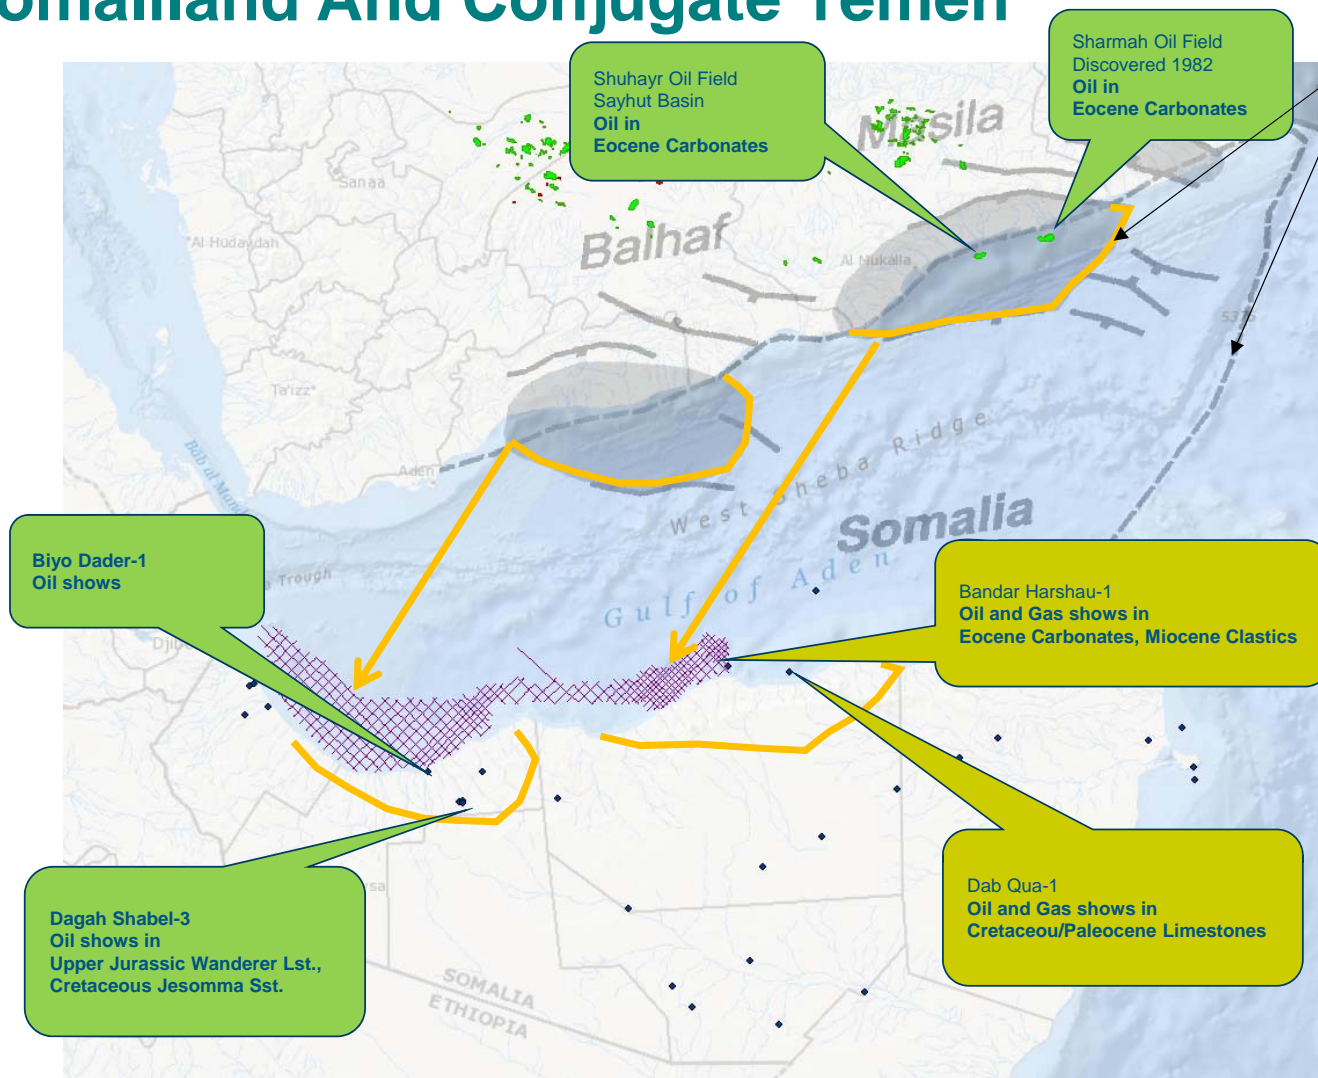 omaliland And Conjugate Yemen
Sharmah Oil Field
Discovered 1982
Oil in
Eocene Carbonates
Shuhayr Oil Field
Sayhut Basin
Oil in
Eocene Carbonates
Masila
Sanaa
Balhaf
Al Hudaydah
Al Mukalla
5375
Ta'izz
Aden
Bab al Mand
West Sheba Ridge
Somalia
Gulf of Aden
Biyo Dader-1
Oil shows
Trough
Djib
Bandar Harshau-1
Oil and Gas shows in
Eocene Carbonates, Miocene Clastics
Dab Qua-1
Oil and Gas shows in
Cretaceou/Paleocene Limestones
Dagah Shabel-3
Oil shows in
Upper Jurassic Wanderer Lst.,
Cretaceous Jesomma Sst.
SOMALIA
ETHIOPIA